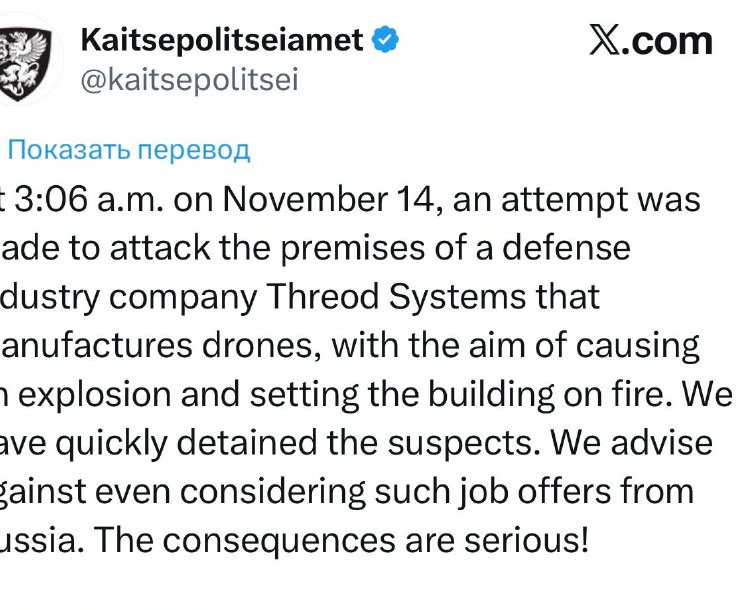 Kaitsepolitseiamet
X.com
@kaitsepolitsei
Показать перевод
t 3:06 a.m. on November 14, an attempt was
ade to attack the premises of a defense
dustry company Threod Systems that
anufactures drones, with the aim of causing
n explosion and setting the building on fire. We
ave quickly detained the suspects. We advise
gainst even considering such job offers from
ussia. The consequences are serious!